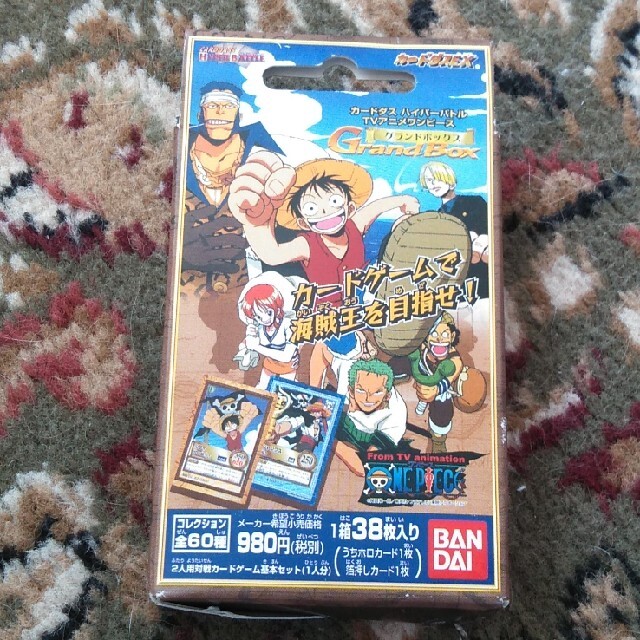 HYPER BATTLE
カードダスEX
カードダス ハイパーバトル
TVアニメワンピース
グランドボックス
Grand Box
カードゲームで
海賊王を目指せ!
From TV animation
ONE PIECE
コレクション
全60種
メーカー希望小売価格
980円(税別)
1箱38枚入り
(うちホロカード1枚
箔押しカード1枚)
2人用対戦カードゲーム基本セット(1人分)
BAN
DAI